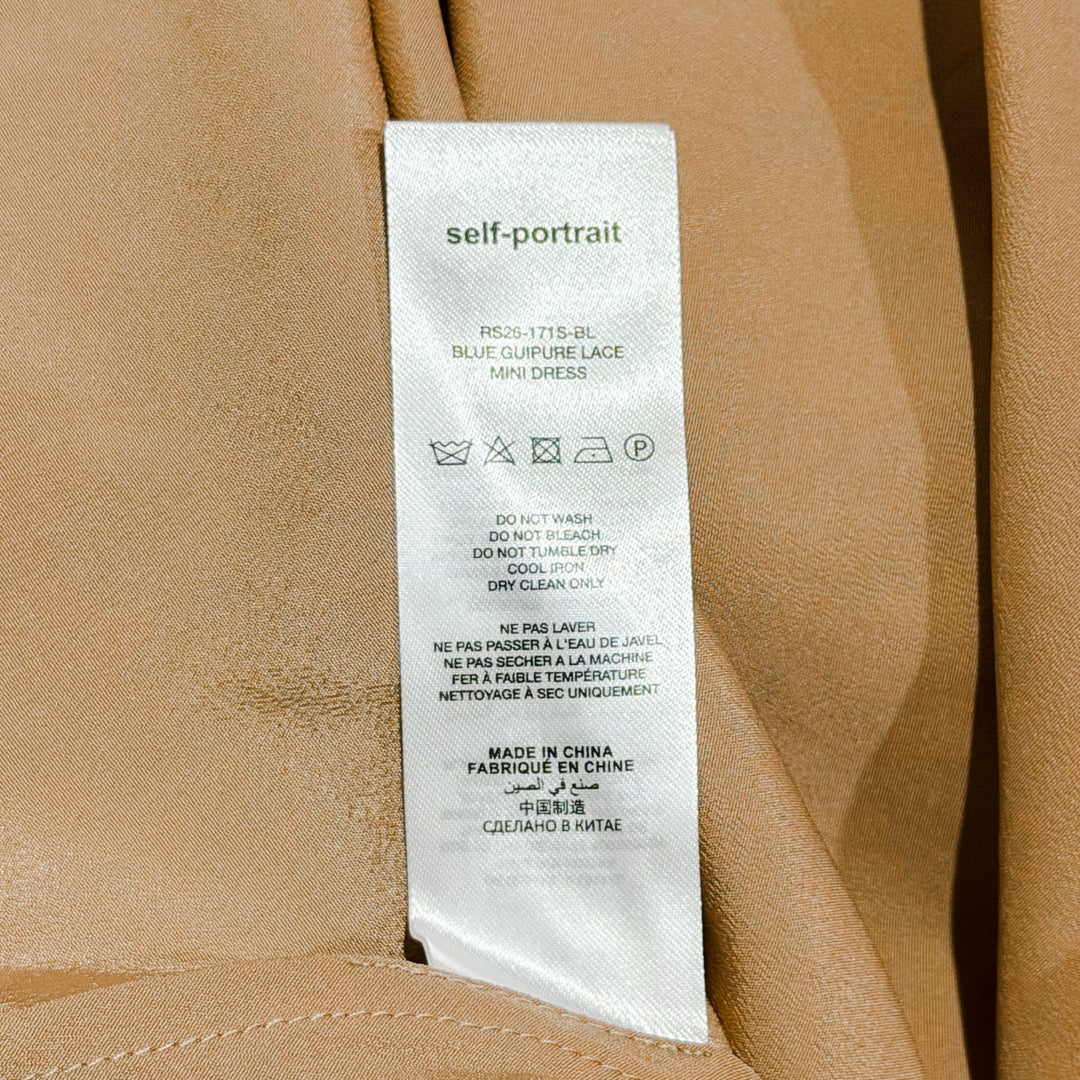 self-portrait
RS26-171S-BL
BLUE GUIPURE LACE
MINI DRESS
P
DO NOT WASH
DO NOT BLEACH
DO NOT TUMBLE DRY
COOL IRON
DRY CLEAN ONLY
NE PAS LAVER
NE PAS PASSER À L'EAU DE JAVEL
NE PAS SECHER A LA MACHINE
FER À FAIBLE TEMPÉRATURE
NETTOYAGE À SEC UNIQUEMENT
MADE IN CHINA
FABRIQUÉ EN CHINE
صنع في الصين
中国制造
СДЕЛАНО В КИТАЕ